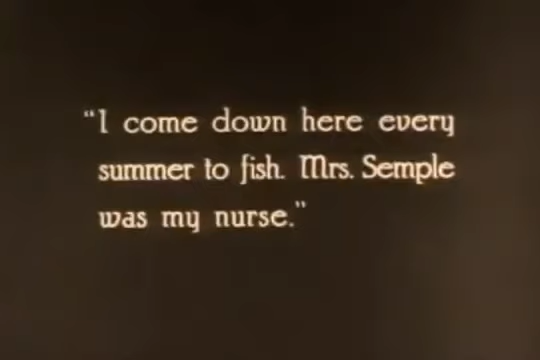 “I come down here every
summer to fish. Mrs. Semple
was my nurse.”